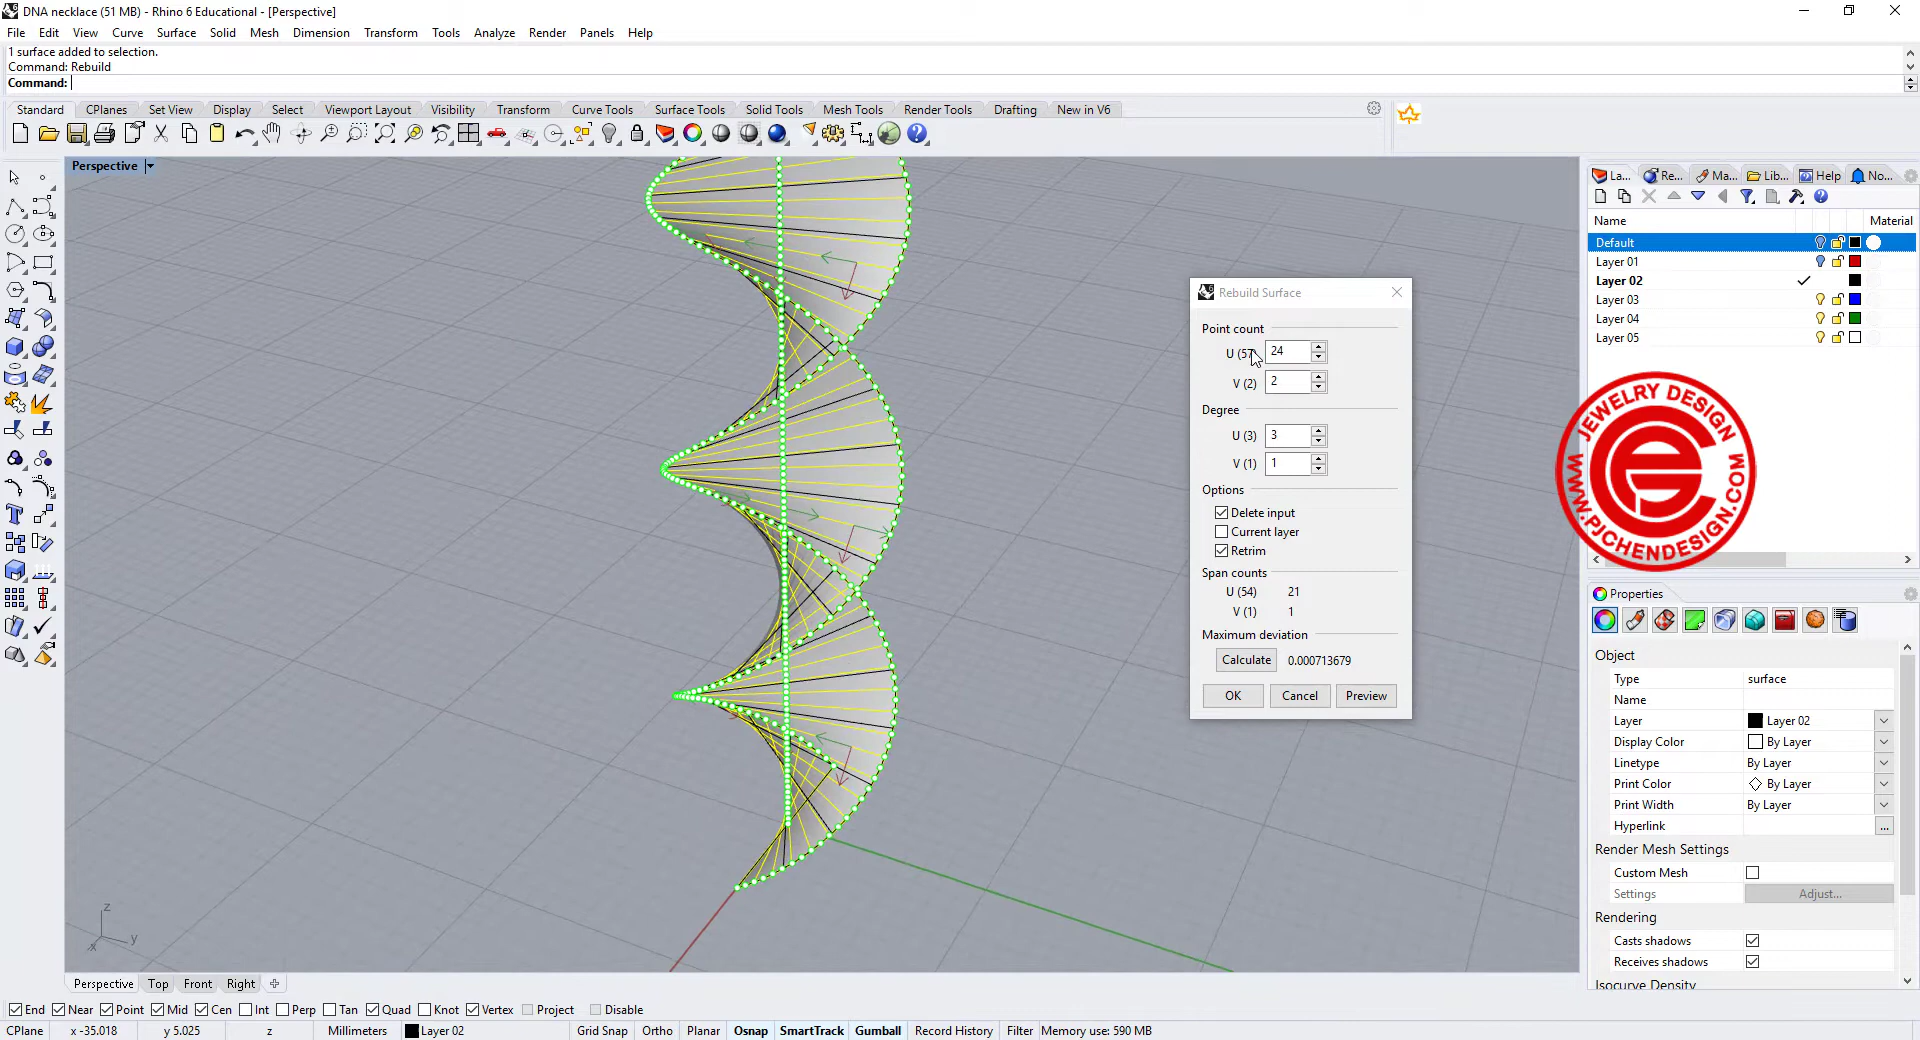 DNA necklace (51 MB) - Rhino 6 Educational - [Perspective]
File Edit View Curve Surface Solid Mesh Dimension Transform Tools Analyze Render Panels Help
1 surface added to selection.
Command: Rebuild
Command:
Standard CPlanes Set View Display Select Viewport Layout Visibility Transform Curve Tools Surface Tools Solid Tools Mesh Tools Render Tools Drafting New in V6
Perspective
La... Re... Ma... Lib... Help No...
Name Material
Default
Layer 01
Layer 02
Layer 03
Layer 04
Layer 05
Rebuild Surface
Point count
U (57 24
V (2) 2
Degree
U (3) 3
V (1) 1
Options
Delete input
Current layer
Retrim
Span counts
U (54) 21
V (1) 1
Maximum deviation
Calculate 0.000713679
OK Cancel Preview
JEWELRY DESIGN
WWW.PJCHENDESIGN.COM
Properties
Object
Type surface
Name
Layer Layer 02
Display Color By Layer
Linetype By Layer
Print Color By Layer
Print Width By Layer
Hyperlink ...
Render Mesh Settings
Custom Mesh
Settings Adjust...
Rendering
Casts shadows
Receives shadows
Isocurve Density
z
y
x
Perspective Top Front Right
End Near Point Mid Cen Int Perp Tan Quad Knot Vertex Project Disable
CPlane x -35.018 y 5.025 z Millimeters Layer 02 Grid Snap Ortho Planar Osnap SmartTrack Gumball Record History Filter Memory use: 590 MB